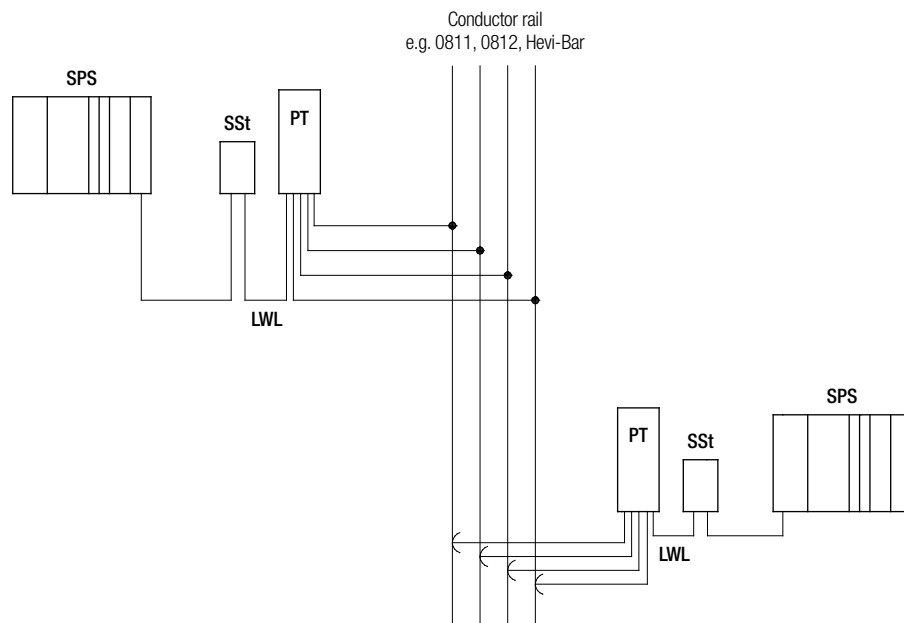 Conductor rail
e.g. 0811, 0812, Hevi-Bar
SPS
SSt
PT
LWL
SPS
PT
SSt
LWL